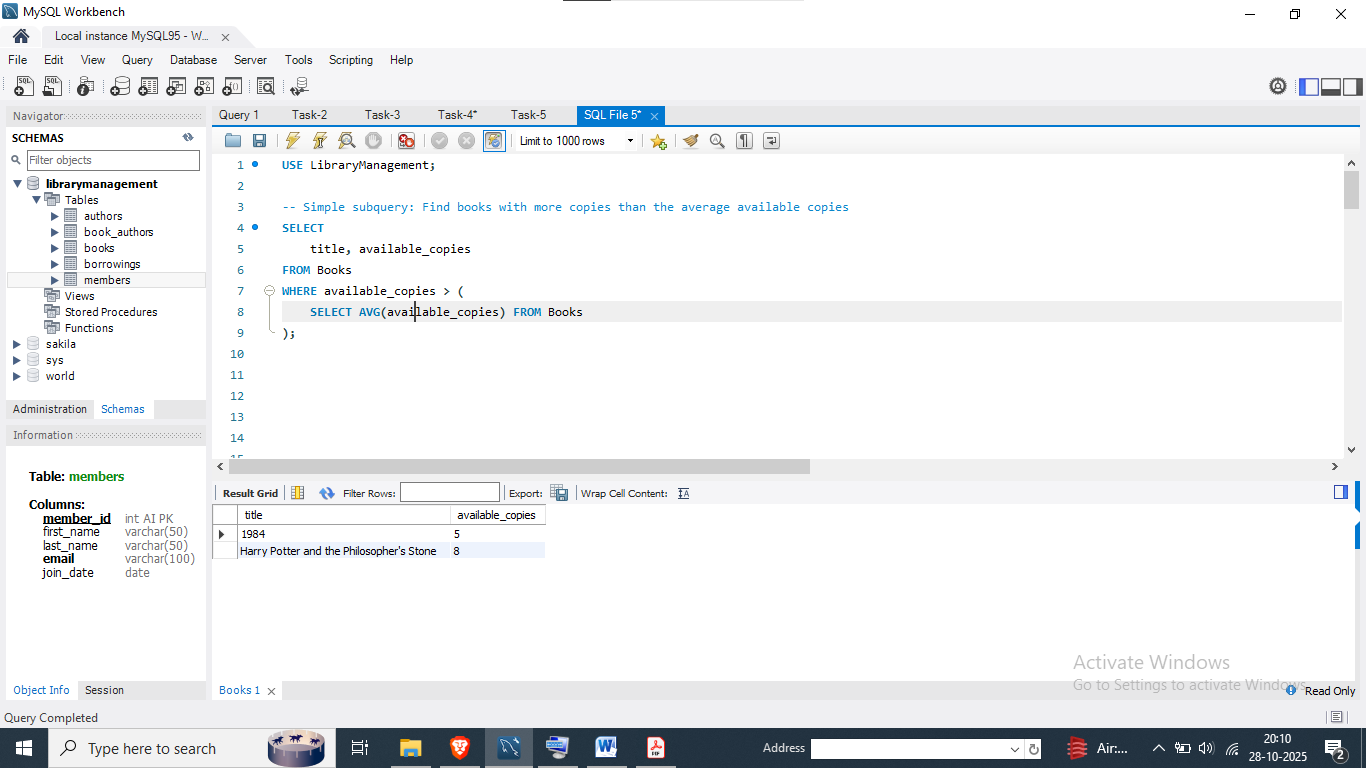 MySQL Workbench
Local instance MySQL95 - W...
File Edit View Query Database Server Tools Scripting Help
Navigator
SCHEMAS
Filter objects
librarymanagement
Tables
authors
book_authors
books
borrowings
members
Views
Stored Procedures
Functions
sakila
sys
world
Administration Schemas
Information
Table: members
Columns:
member_id int AI PK
first_name varchar(50)
last_name varchar(50)
email varchar(100)
join_date date
Object Info Session
Query 1 Task-2 Task-3 Task-4* Task-5 SQL File 5*
Limit to 1000 rows
1 USE LibraryManagement;
2
3 -- Simple subquery: Find books with more copies than the average available copies
4 SELECT
5 title, available_copies
6 FROM Books
7 WHERE available_copies > (
8 SELECT AVG(available_copies) FROM Books
9 );
10
11
12
13
14
Result Grid Filter Rows: Export: Wrap Cell Content:
title available_copies
1984 5
Harry Potter and the Philosopher's Stone 8
Activate Windows
Go to Settings to activate Windows.
Books 1 Read Only
Query Completed
Type here to search
Address
Air:...
20:10
28-10-2025
2